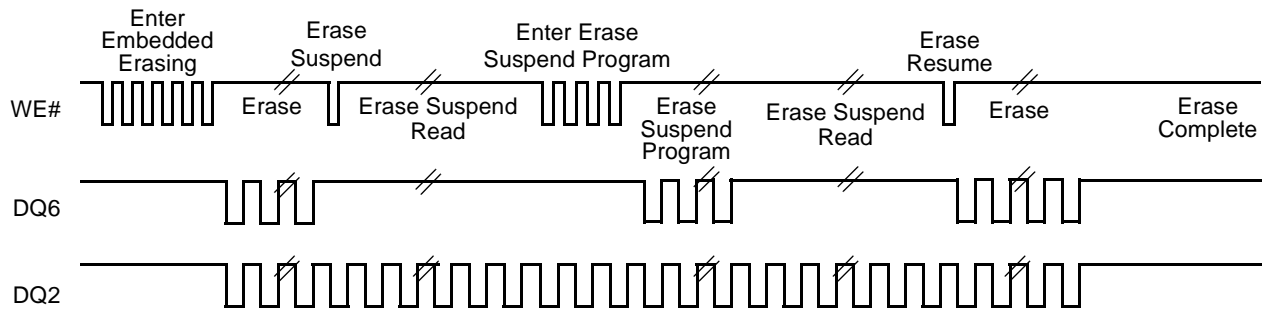 Enter
Embedded
Erasing
Erase
Suspend
Enter Erase
Suspend Program
Erase
Resume
WE#
Erase
Erase Suspend
Read
Erase
Suspend
Program
Erase Suspend
Read
Erase
Erase
Complete
DQ6
DQ2